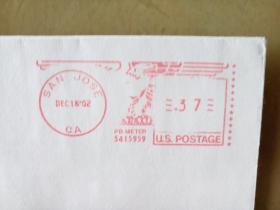 SAN JOSE
DEC 18 '02
CA
.37
PB METER
5415959
U.S. POSTAGE